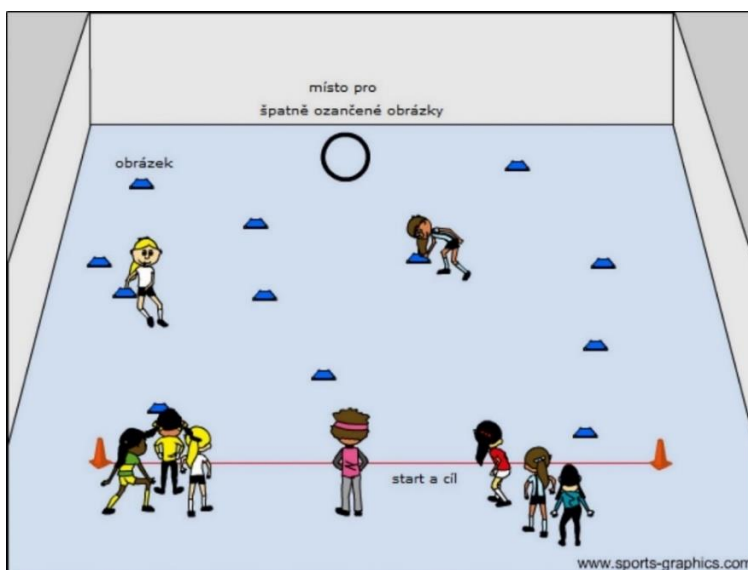 místo pro
špatně ozančené obrázky
obrázek
start a cíl
www.sports-graphics.com